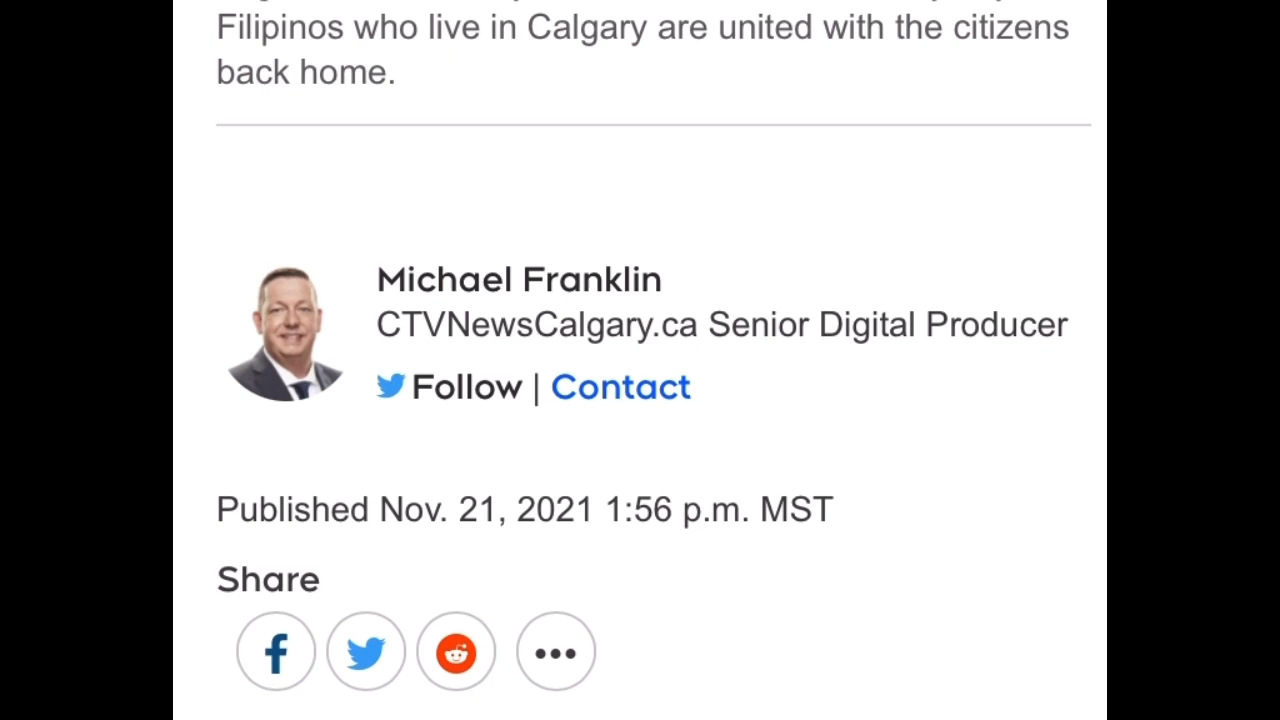 Filipinos who live in Calgary are united with the citizens
back home.
Michael Franklin
CTVNewsCalgary.ca Senior Digital Producer
Follow | Contact
Published Nov. 21, 2021 1:56 p.m. MST
Share